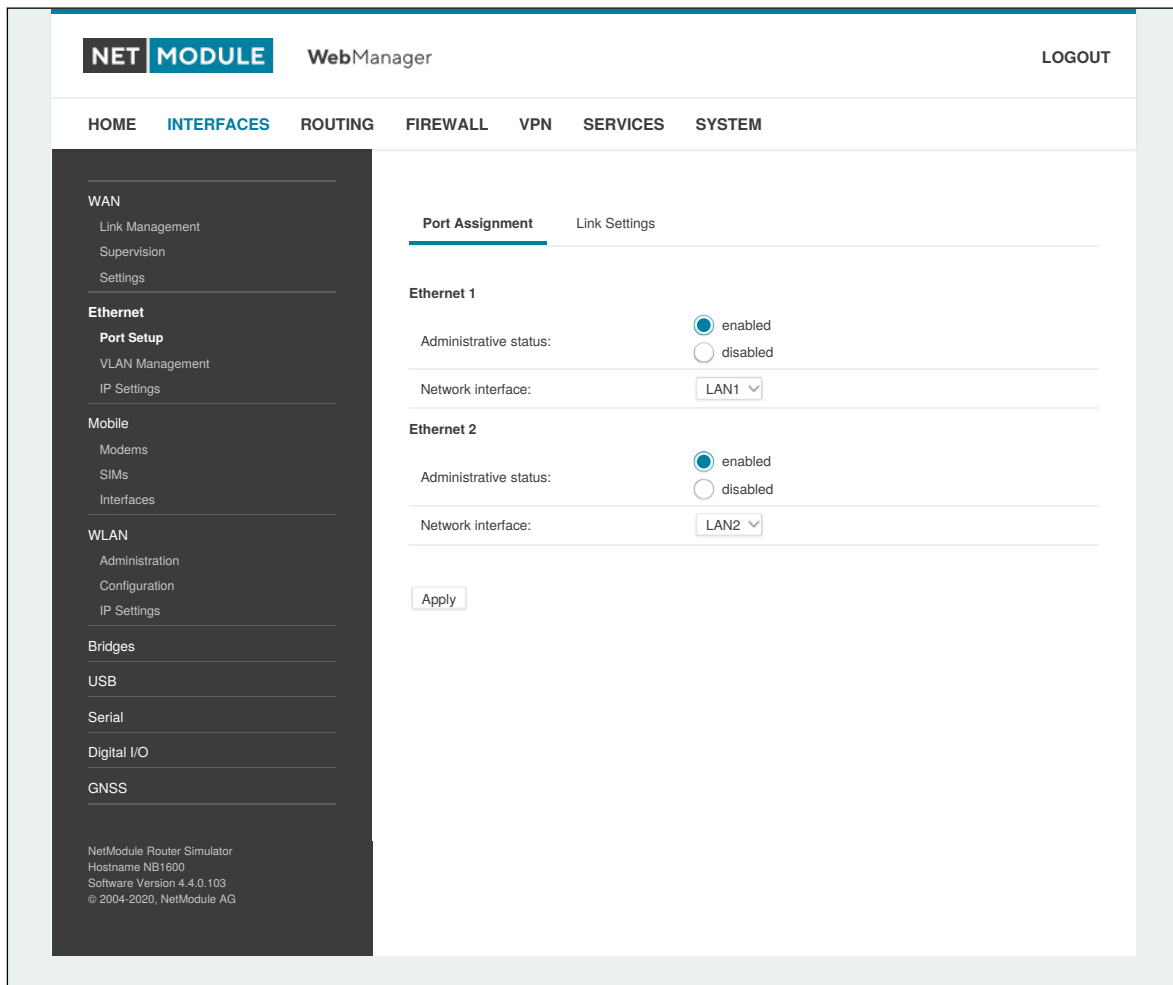 NET MODULE WebManager LOGOUT
HOME INTERFACES ROUTING FIREWALL VPN SERVICES SYSTEM
WAN
Link Management
Supervision
Settings
Ethernet
Port Setup
VLAN Management
IP Settings
Mobile
Modems
SIMs
Interfaces
WLAN
Administration
Configuration
IP Settings
Bridges
USB
Serial
Digital I/O
GNSS
NetModule Router Simulator
Hostname NB1600
Software Version 4.4.0.103
© 2004-2020, NetModule AG
Port Assignment Link Settings
Ethernet 1
Administrative status:
enabled
disabled
Network interface: LAN1
Ethernet 2
Administrative status:
enabled
disabled
Network interface: LAN2
Apply